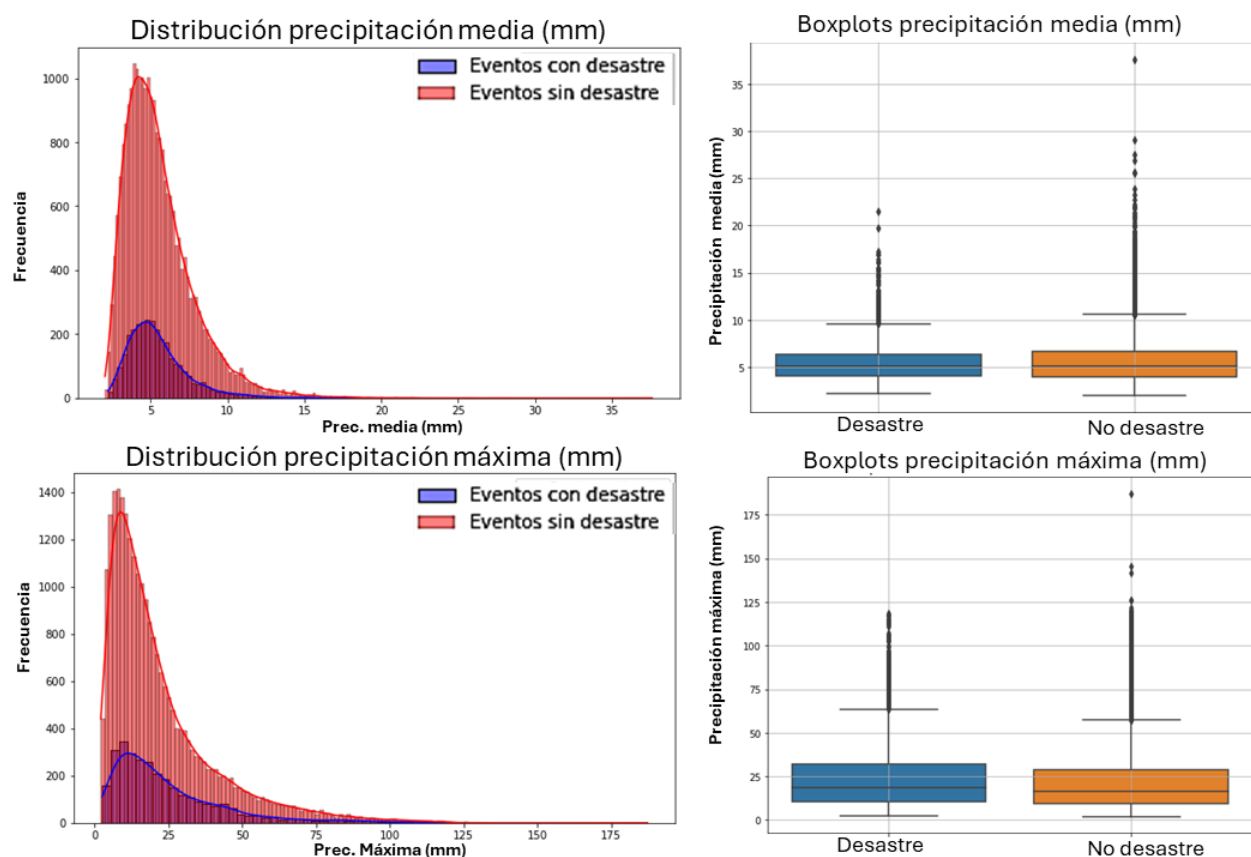 Distribución precipitación media (mm)
Eventos con desastre
Eventos sin desastre
Frecuencia
1000
800
600
400
200
0
5
10
15
20
25
30
35
Prec. media (mm)
Boxplots precipitación media (mm)
Precipitación media (mm)
35
30
25
20
15
10
5
Desastre
No desastre
Distribución precipitación máxima (mm)
Eventos con desastre
Eventos sin desastre
Frecuencia
1400
1200
1000
800
600
400
200
0
0
25
50
75
100
125
150
175
Prec. Máxima (mm)
Boxplots precipitación máxima (mm)
Precipitación máxima (mm)
175
150
125
100
75
50
25
0
Desastre
No desastre